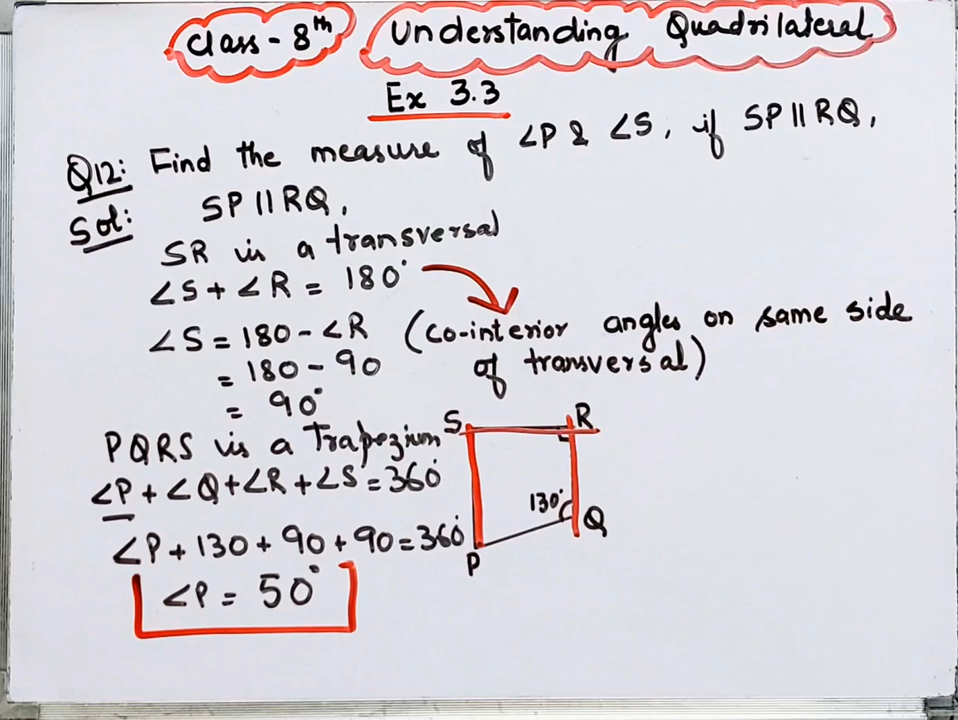 Class - 8th Understanding Quadrilateral
Ex 3.3
Q12: Find the measure of ∠P & ∠S, if SP || RQ,
Sol: SP || RQ,
SR is a transversal
∠S + ∠R = 180°
∠S = 180 - ∠R (Co-interior angles on same side
= 180 - 90 of transversal)
= 90°
PQRS is a Trapezium
∠P + ∠Q + ∠R + ∠S = 360°
∠P + 130 + 90 + 90 = 360°
∠P = 50°
S R
130° Q
P